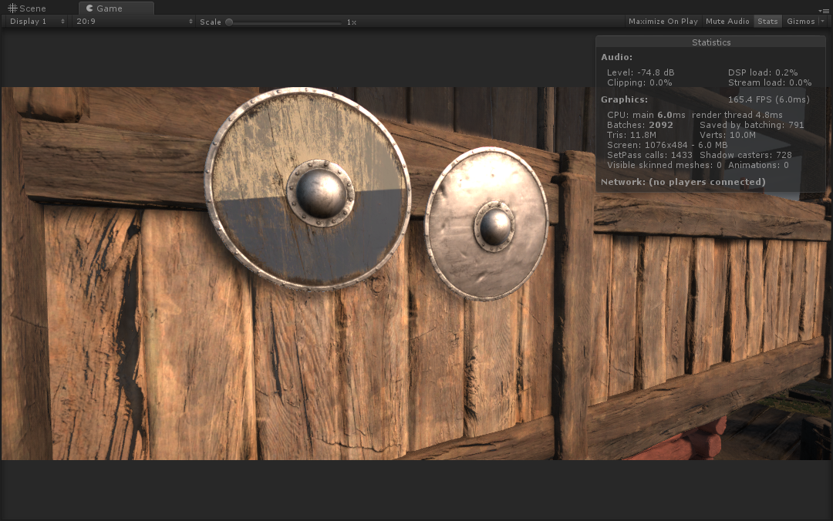 Scene
Game
Display 1 20:9 Scale 1x Maximize On Play Mute Audio Stats Gizmos
Statistics
Audio:
Level: -74.8 dB DSP load: 0.2%
Clipping: 0.0% Stream load: 0.0%
Graphics: 165.4 FPS (6.0ms)
CPU: main 6.0ms render thread 4.8ms
Batches: 2092 Saved by batching: 791
Tris: 11.8M Verts: 10.0M
Screen: 1076x484 - 6.0 MB
SetPass calls: 1433 Shadow casters: 728
Visible skinned meshes: 0 Animations: 0
Network: (no players connected)